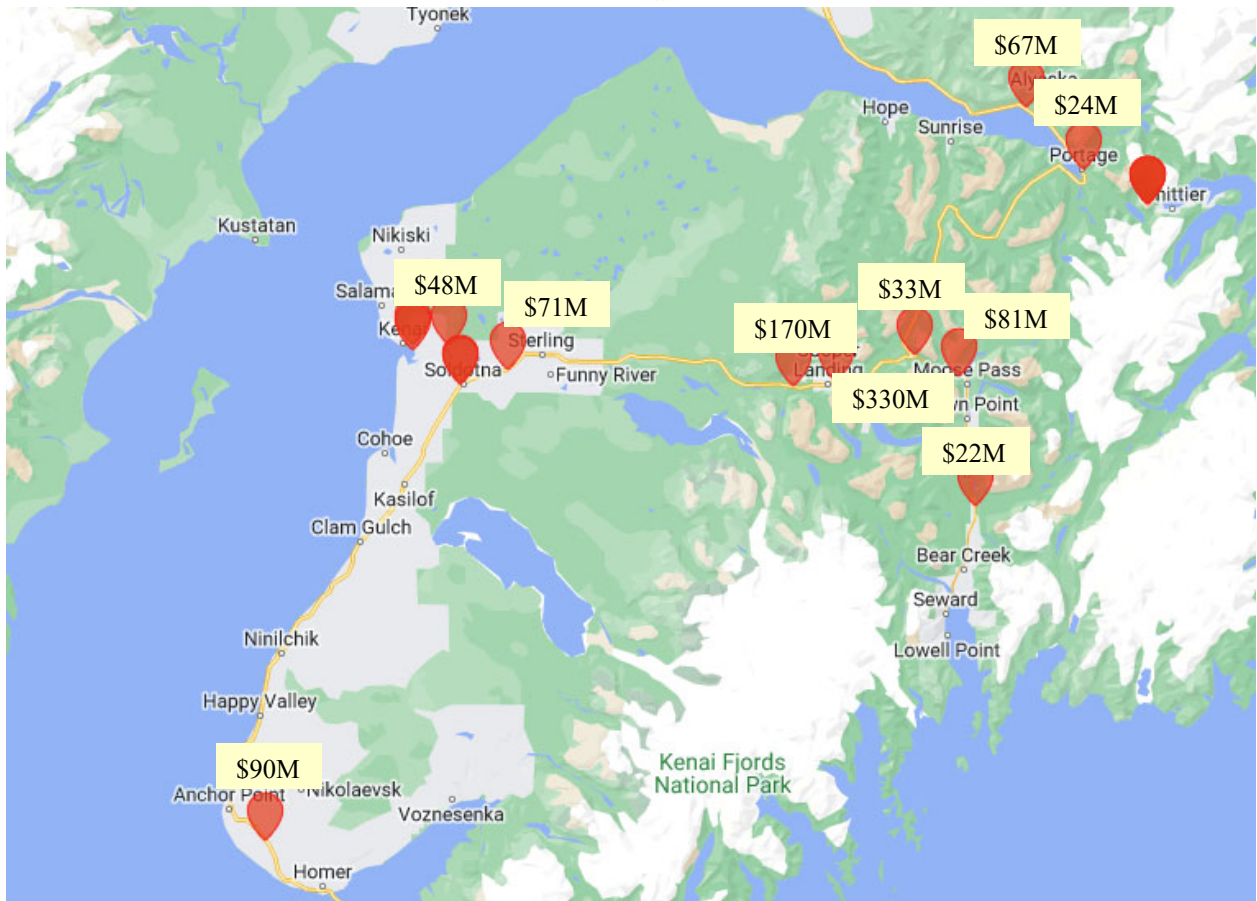 Tyonek
$67M
$24M
Hope
Sunrise
Portage
Kustatan
Nikiski
$48M
$71M
$33M
$170M
$81M
Sterling
Soldotna
Funny River
Landing
Moose Pass
$330M
Cohoe
$22M
Kasilof
Clam Gulch
Bear Creek
Seward
Ninilchik
Lowell Point
Happy Valley
$90M
Kenai Fjords
National Park
Anchor Point
Nikolaevsk
Voznesenka
Homer